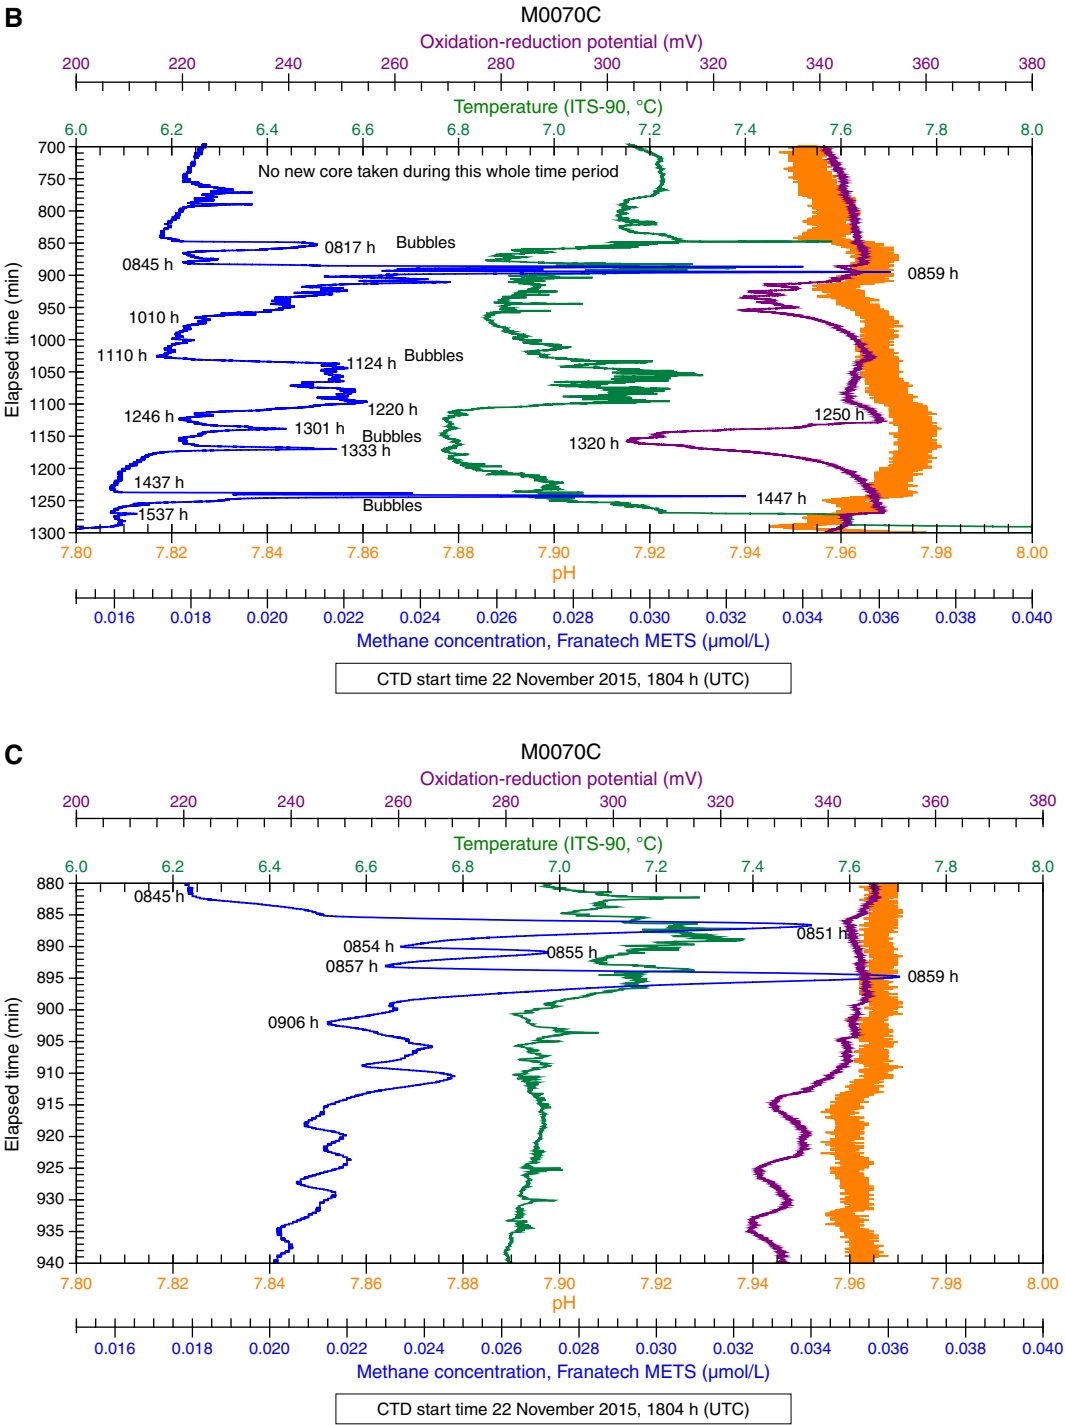 B
M0070C
Oxidation-reduction potential (mV)
200 220 240 260 280 300 320 340 360 380
Temperature (ITS-90, °C)
6.0 6.2 6.4 6.6 6.8 7.0 7.2 7.4 7.6 7.8 8.0
Elapsed time (min)
700
No new core taken during this whole time period
750
800
850
0817 h Bubbles
0845 h
900
0859 h
950
1010 h
1000
1110 h Bubbles
1124 h
1050
1100
1220 h
1246 h 1250 h
1301 h
Bubbles
1150
1320 h
1333 h
1200
1437 h
1250
1447 h
Bubbles
1537 h
1300
7.80 7.82 7.84 7.86 7.88 7.90 7.92 7.94 7.96 7.98 8.00
pH
0.016 0.018 0.020 0.022 0.024 0.026 0.028 0.030 0.032 0.034 0.036 0.038 0.040
Methane concentration, Franatech METS (µmol/L)
CTD start time 22 November 2015, 1804 h (UTC)
C
M0070C
Oxidation-reduction potential (mV)
200 220 240 260 280 300 320 340 360 380
Temperature (ITS-90, °C)
6.0 6.2 6.4 6.6 6.8 7.0 7.2 7.4 7.6 7.8 8.0
Elapsed time (min)
880
0845 h
885
0851 h
890
0854 h
0855 h
895
0857 h
0859 h
900
0906 h
905
910
915
920
925
930
935
940
7.80 7.82 7.84 7.86 7.88 7.90 7.92 7.94 7.96 7.98 8.00
pH
0.016 0.018 0.020 0.022 0.024 0.026 0.028 0.030 0.032 0.034 0.036 0.038 0.040
Methane concentration, Franatech METS (µmol/L)
CTD start time 22 November 2015, 1804 h (UTC)